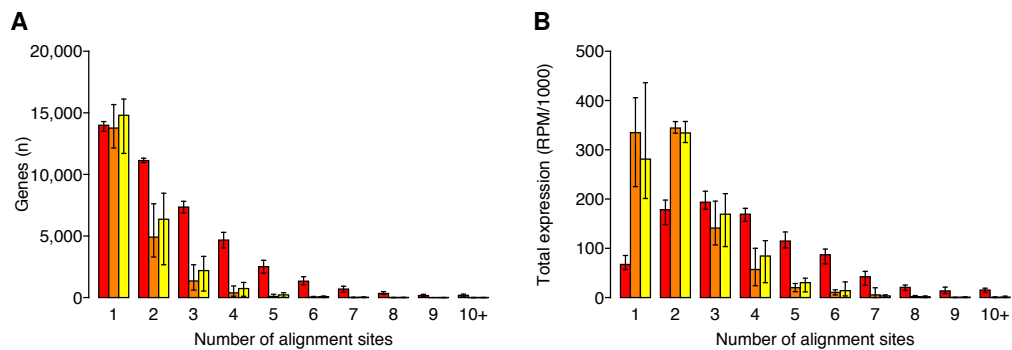 A
20,000
15,000
10,000
5,000
0
Genes (n)
1 2 3 4 5 6 7 8 9 10+
Number of alignment sites
B
500
400
300
200
100
0
Total expression (RPM/1000)
1 2 3 4 5 6 7 8 9 10+
Number of alignment sites